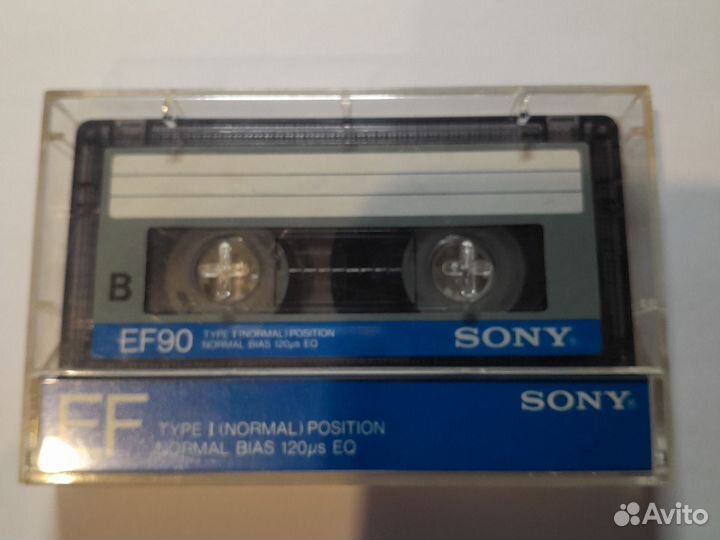 B
EF90 TYPE I (NORMAL) POSITION SONY
NORMAL BIAS 120µs EQ
EF TYPE I (NORMAL) POSITION SONY
NORMAL BIAS 120µs EQ
Avito